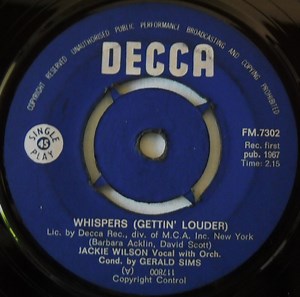 COPYRIGHT RESERVED UNAUTHORISED PUBLIC PERFORMANCE BROADCASTING AND COPYING PROHIBITED
DECCA
SINGLE
45
PLAY
FM.7302
Rec. first
pub. 1967
Time: 2.15
WHISPERS (GETTIN' LOUDER)
Lic. by Decca Rec., div. of M.C.A. Inc. New York
(Barbara Acklin, David Scott)
JACKIE WILSON Vocal with Orch.
Cond. by GERALD SIMS
117800 (A)
Copyright Control